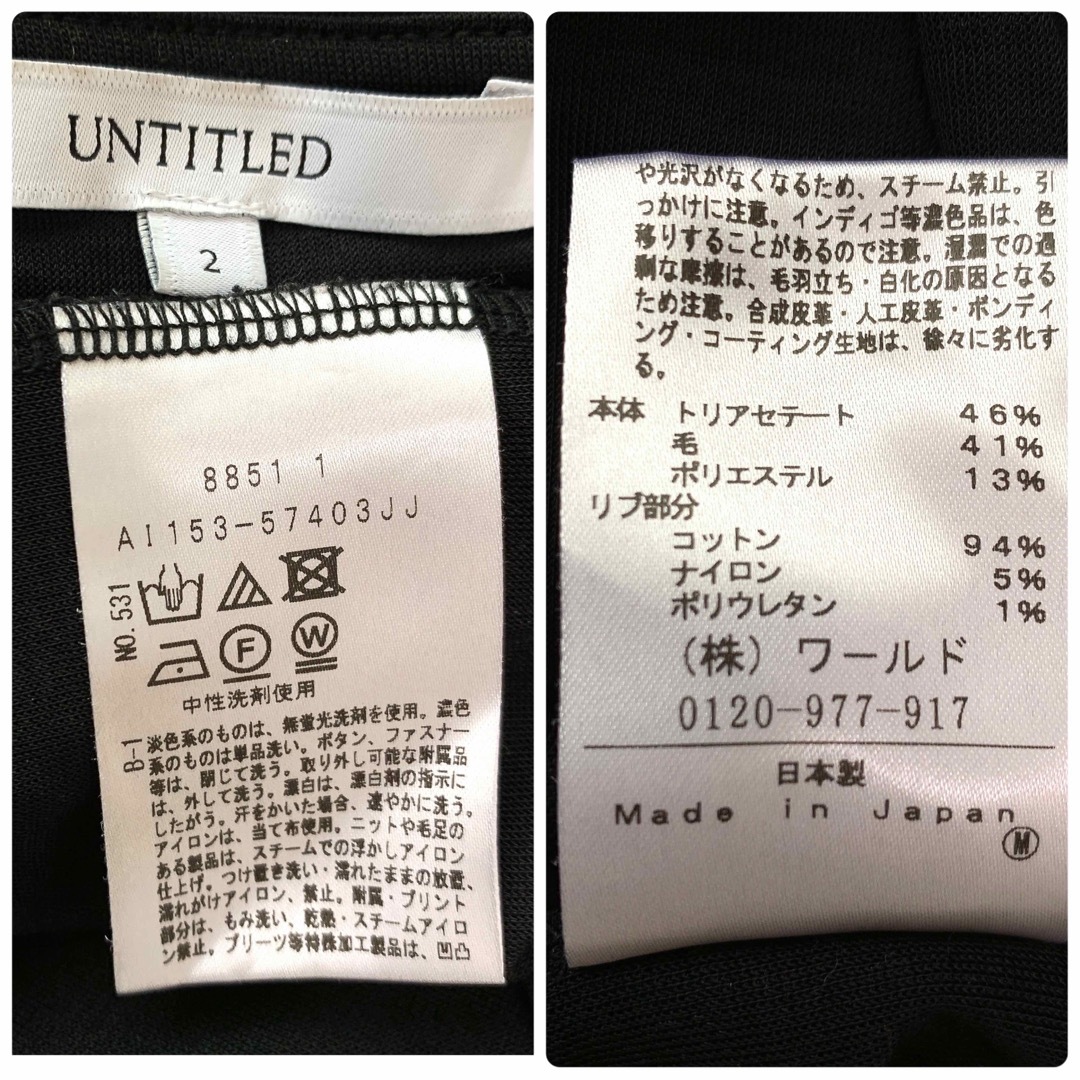 UNTITLED
2
8851 1
AI153-57403JJ
NO.531
F
W
中性洗剤使用
B-1
淡色系のものは、無蛍光洗剤を使用。濃色
系のものは単品洗い。ボタン、ファスナー
等は、閉じて洗う。取り外し可能な附属品
は、外して洗う。漂白は、漂白剤の指示に
したがう。汗をかいた場合、速やかに洗う。
アイロンは、当て布使用。ニットや毛足の
ある製品は、スチームでの浮かしアイロン
仕上げ。つけ置き洗い・濡れたままの放置、
濡れがけアイロン、禁止。附属・プリント
部分は、もみ洗い、乾熱・スチームアイロ
ン禁止。プリーツ等特殊加工製品は、凹凸
や光沢がなくなるため、スチーム禁止。引
っかけに注意。インディゴ等濃色品は、色
移りすることがあるので注意。湿潤での過
剰な摩擦は、毛羽立ち・白化の原因となる
ため注意。合成皮革・人工皮革・ボンディ
ング・コーティング生地は、徐々に劣化す
る。
本体 トリアセテート 46%
毛 41%
ポリエステル 13%
リブ部分
コットン 94%
ナイロン 5%
ポリウレタン 1%
(株) ワールド
0120-977-917
日本製
Made in Japan
M